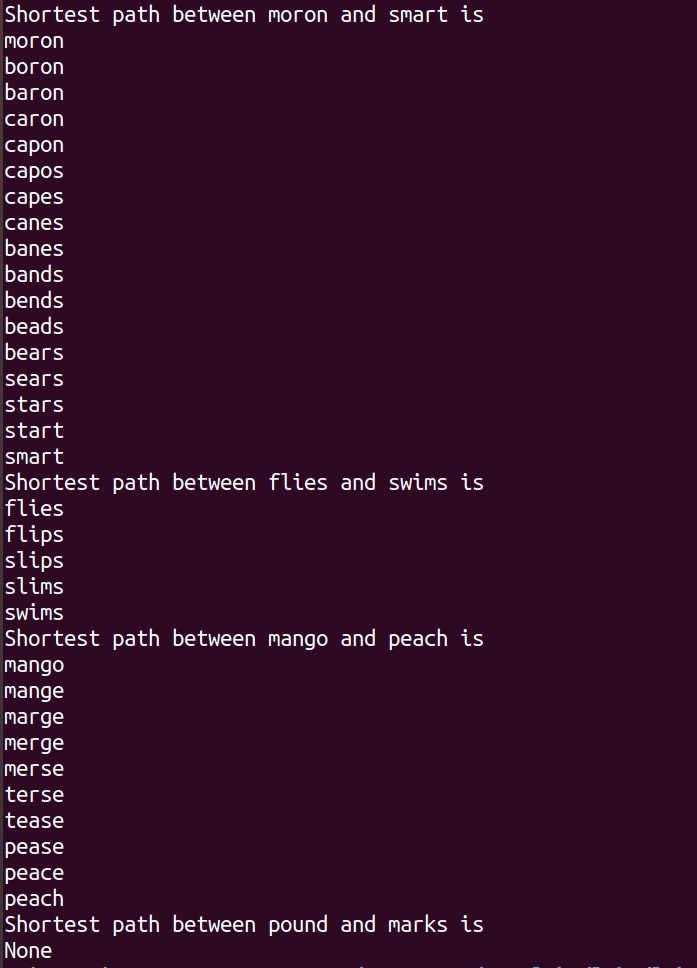 Shortest path between moron and smart is
moron
boron
baron
caron
capon
capos
capes
canes
banes
bands
bends
beads
bears
sears
stars
start
smart
Shortest path between flies and swims is
flies
flips
slips
slims
swims
Shortest path between mango and peach is
mango
mange
marge
merge
merse
terse
tease
pease
peace
peach
Shortest path between pound and marks is
None